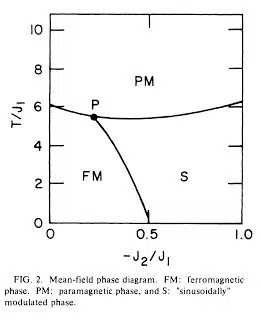 10
PM
8
P
6
T/J₁
4
FM
S
2
0
0
0.5
1.0
-J₂/J₁
FIG. 2. Mean-field phase diagram. FM: ferromagnetic
phase. PM: paramagnetic phase, and S: "sinusoidally"
modulated phase.